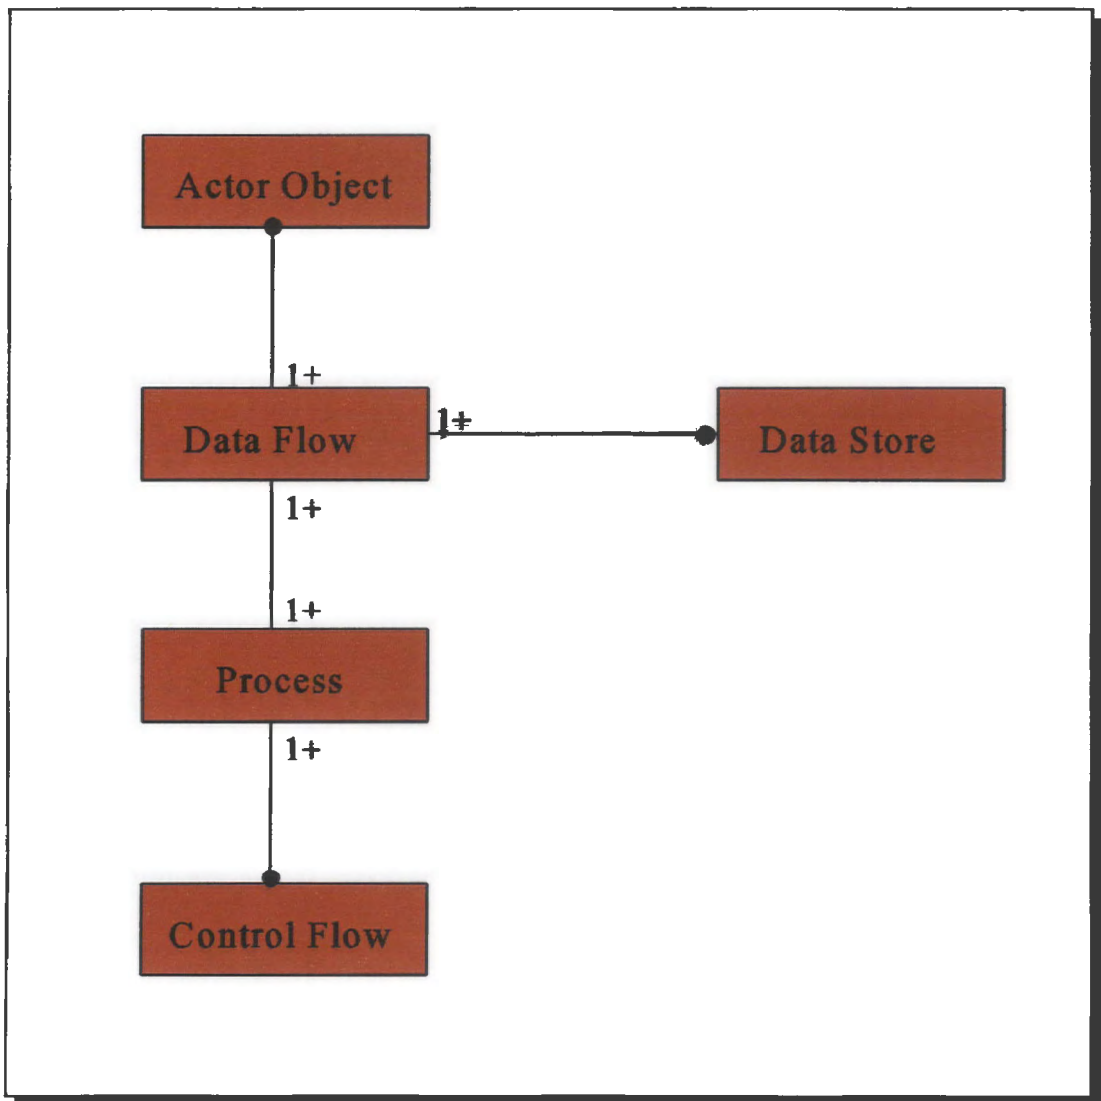 Actor Object
1+
Data Flow
1+
Data Store
1+
1+
Process
1+
Control Flow